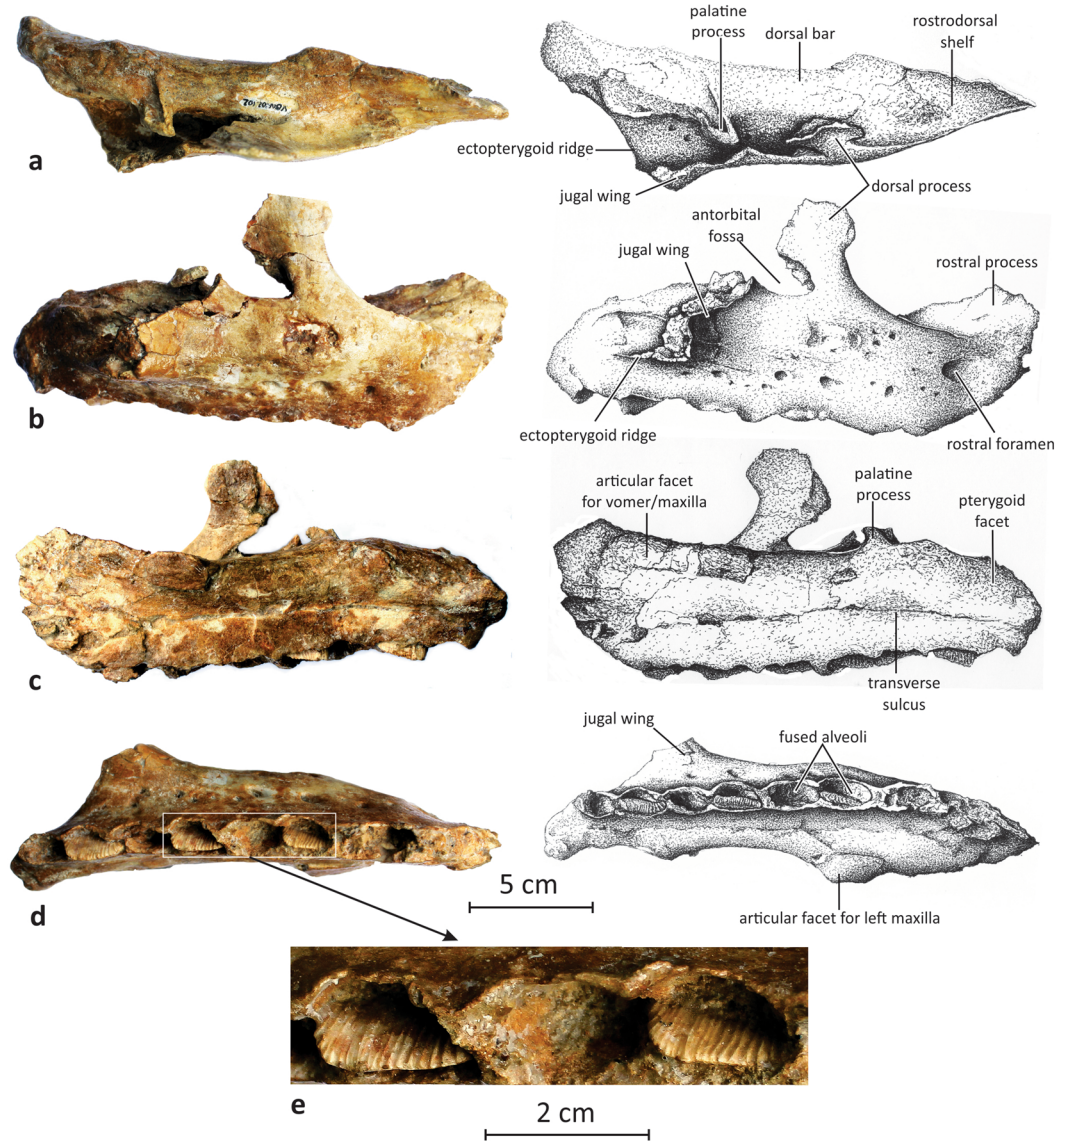 palatine
process
dorsal bar
rostrodorsal
shelf
ectopterygoid ridge
jugal wing
dorsal process
a
antorbital
fossa
jugal wing
rostral process
ectopterygoid ridge
rostral foramen
b
articular facet
for vomer/maxilla
palatine
process
pterygoid
facet
transverse
sulcus
c
jugal wing
fused alveoli
articular facet for left maxilla
5 cm
d
e
2 cm